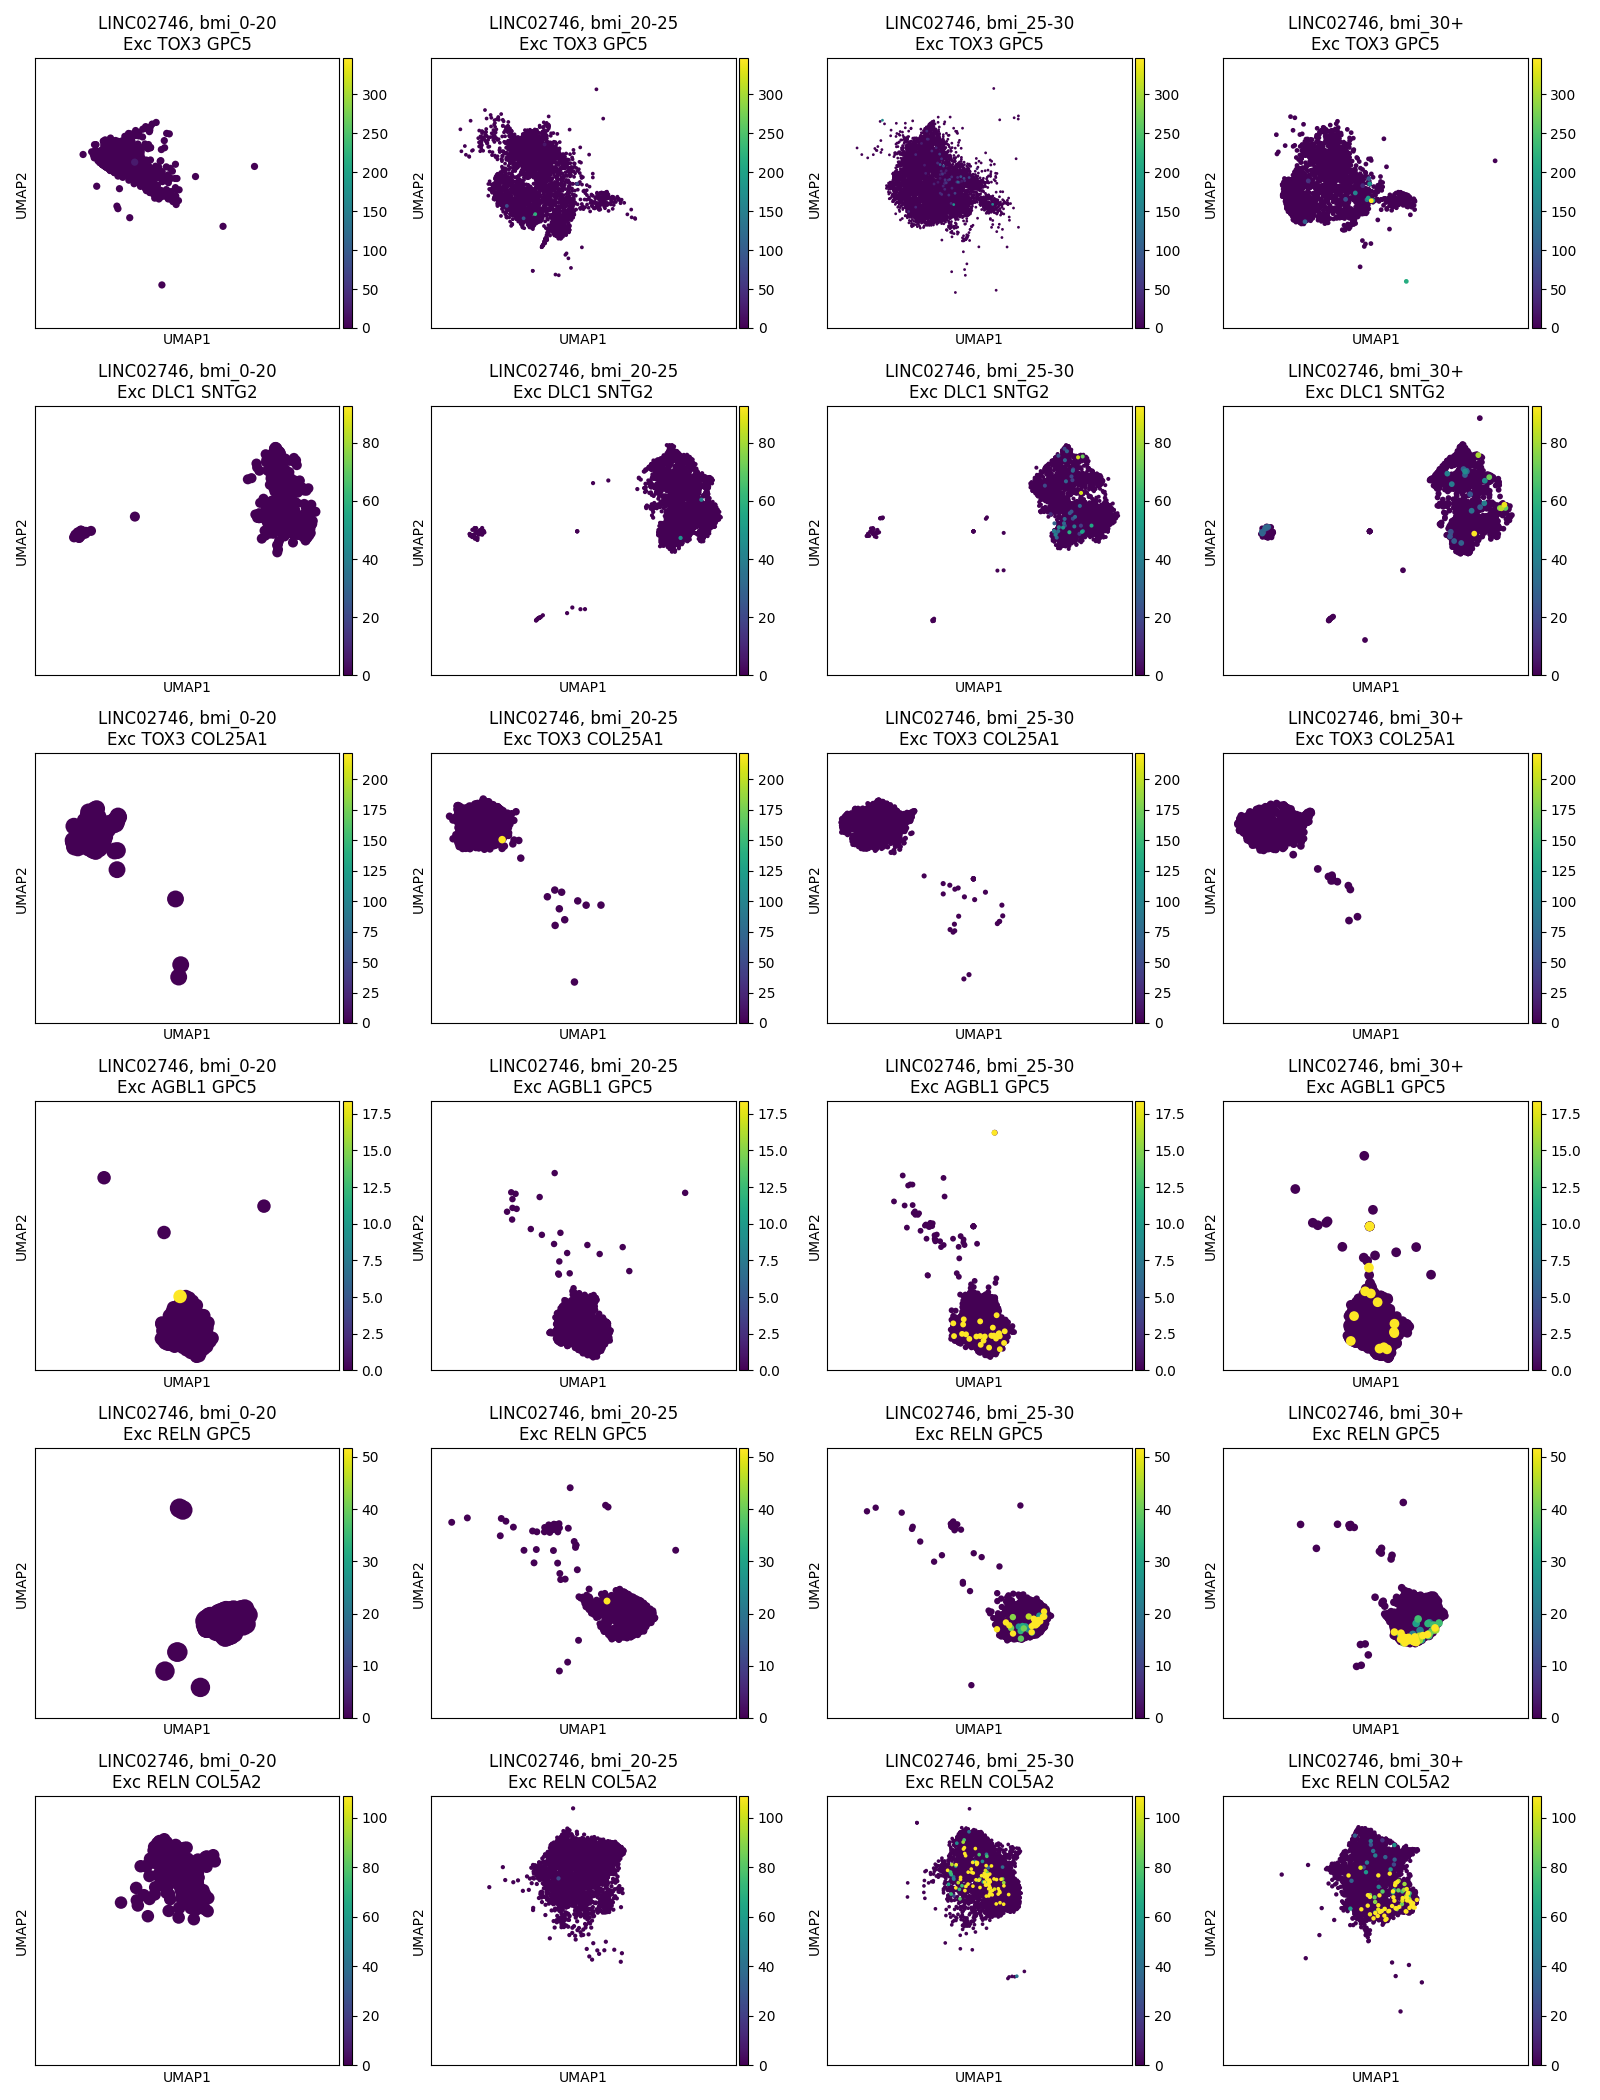 LINC02746, bmi_0-20
Exc TOX3 GPC5
LINC02746, bmi_20-25
Exc TOX3 GPC5
LINC02746, bmi_25-30
Exc TOX3 GPC5
LINC02746, bmi_30+
Exc TOX3 GPC5
UMAP2
UMAP1
300
250
200
150
100
50
0
UMAP2
UMAP1
300
250
200
150
100
50
0
UMAP2
UMAP1
300
250
200
150
100
50
0
UMAP2
UMAP1
300
250
200
150
100
50
0
LINC02746, bmi_0-20
Exc DLC1 SNTG2
LINC02746, bmi_20-25
Exc DLC1 SNTG2
LINC02746, bmi_25-30
Exc DLC1 SNTG2
LINC02746, bmi_30+
Exc DLC1 SNTG2
UMAP2
UMAP1
80
60
40
20
0
UMAP2
UMAP1
80
60
40
20
0
UMAP2
UMAP1
80
60
40
20
0
UMAP2
UMAP1
80
60
40
20
0
LINC02746, bmi_0-20
Exc TOX3 COL25A1
LINC02746, bmi_20-25
Exc TOX3 COL25A1
LINC02746, bmi_25-30
Exc TOX3 COL25A1
LINC02746, bmi_30+
Exc TOX3 COL25A1
UMAP2
UMAP1
200
175
150
125
100
75
50
25
0
UMAP2
UMAP1
200
175
150
125
100
75
50
25
0
UMAP2
UMAP1
200
175
150
125
100
75
50
25
0
UMAP2
UMAP1
200
175
150
125
100
75
50
25
0
LINC02746, bmi_0-20
Exc AGBL1 GPC5
LINC02746, bmi_20-25
Exc AGBL1 GPC5
LINC02746, bmi_25-30
Exc AGBL1 GPC5
LINC02746, bmi_30+
Exc AGBL1 GPC5
UMAP2
UMAP1
17.5
15.0
12.5
10.0
7.5
5.0
2.5
0.0
UMAP2
UMAP1
17.5
15.0
12.5
10.0
7.5
5.0
2.5
0.0
UMAP2
UMAP1
17.5
15.0
12.5
10.0
7.5
5.0
2.5
0.0
UMAP2
UMAP1
17.5
15.0
12.5
10.0
7.5
5.0
2.5
0.0
LINC02746, bmi_0-20
Exc RELN GPC5
LINC02746, bmi_20-25
Exc RELN GPC5
LINC02746, bmi_25-30
Exc RELN GPC5
LINC02746, bmi_30+
Exc RELN GPC5
UMAP2
UMAP1
50
40
30
20
10
0
UMAP2
UMAP1
50
40
30
20
10
0
UMAP2
UMAP1
50
40
30
20
10
0
UMAP2
UMAP1
50
40
30
20
10
0
LINC02746, bmi_0-20
Exc RELN COL5A2
LINC02746, bmi_20-25
Exc RELN COL5A2
LINC02746, bmi_25-30
Exc RELN COL5A2
LINC02746, bmi_30+
Exc RELN COL5A2
UMAP2
UMAP1
100
80
60
40
20
0
UMAP2
UMAP1
100
80
60
40
20
0
UMAP2
UMAP1
100
80
60
40
20
0
UMAP2
UMAP1
100
80
60
40
20
0